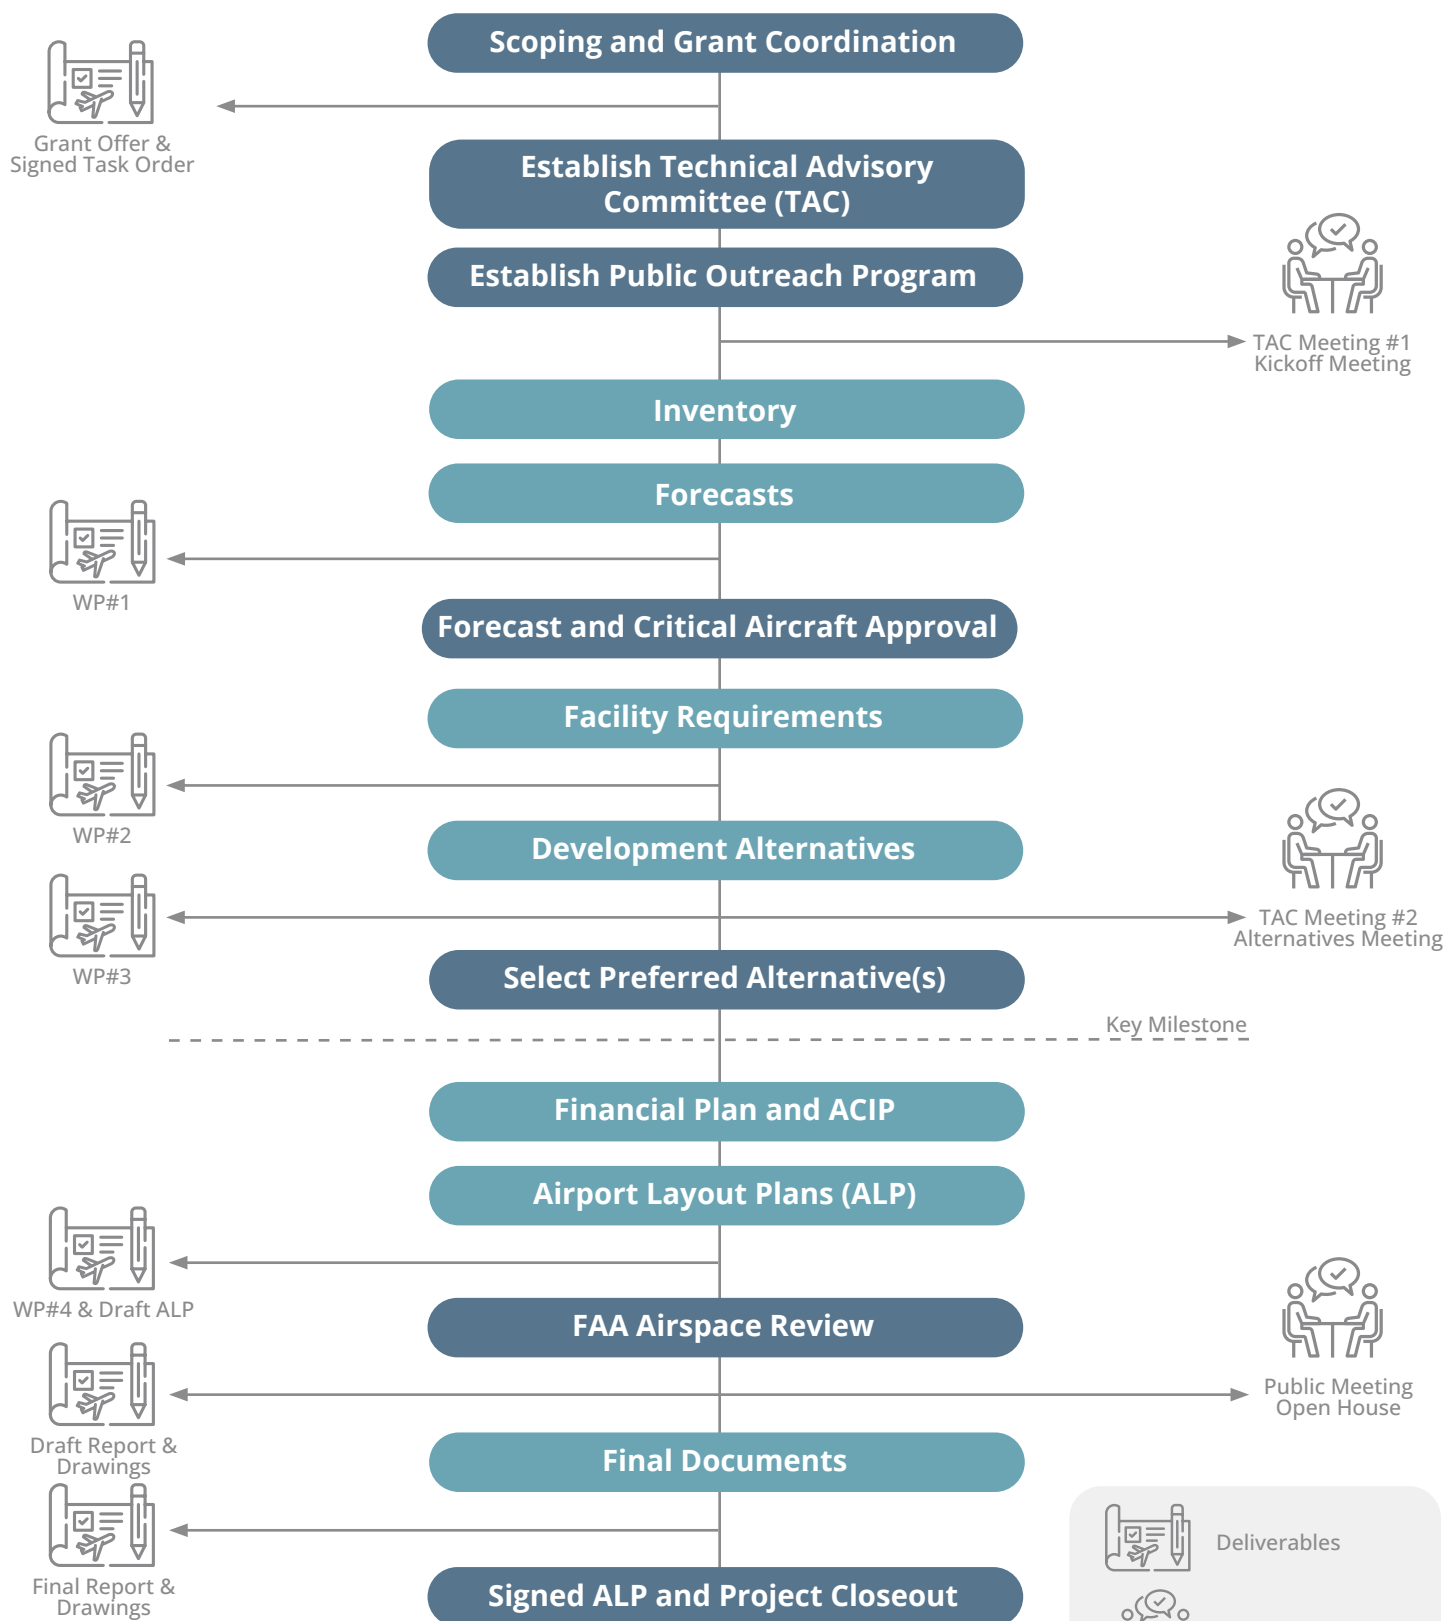 Scoping and Grant Coordination
Grant Offer &
Signed Task Order
Establish Technical Advisory
Committee (TAC)
Establish Public Outreach Program
TAC Meeting #1
Kickoff Meeting
Inventory
Forecasts
WP#1
Forecast and Critical Aircraft Approval
Facility Requirements
WP#2
Development Alternatives
WP#3
TAC Meeting #2
Alternatives Meeting
Select Preferred Alternative(s)
Key Milestone
Financial Plan and ACIP
Airport Layout Plans (ALP)
WP#4 & Draft ALP
FAA Airspace Review
Draft Report &
Drawings
Public Meeting
Open House
Final Documents
Final Report &
Drawings
Signed ALP and Project Closeout
Deliverables